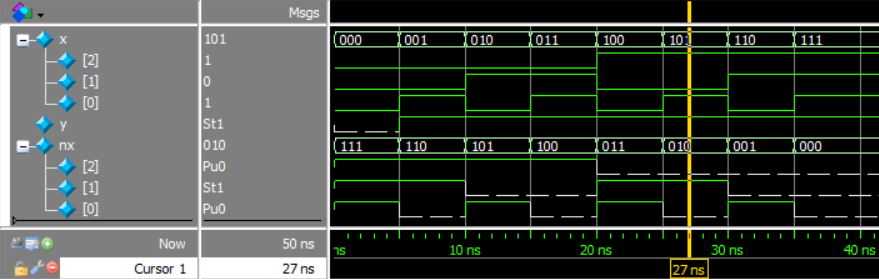 Msgs
x 101 000 001 010 011 100 101 110 111
[2] 1
[1] 0
[0] 1
y St1
nx 010 111 110 101 100 011 010 001 000
[2] Pu0
[1] St1
[0] Pu0
Now 50 ns ns 10 ns 20 ns 30 ns 40 ns
Cursor 1 27 ns 27 ns